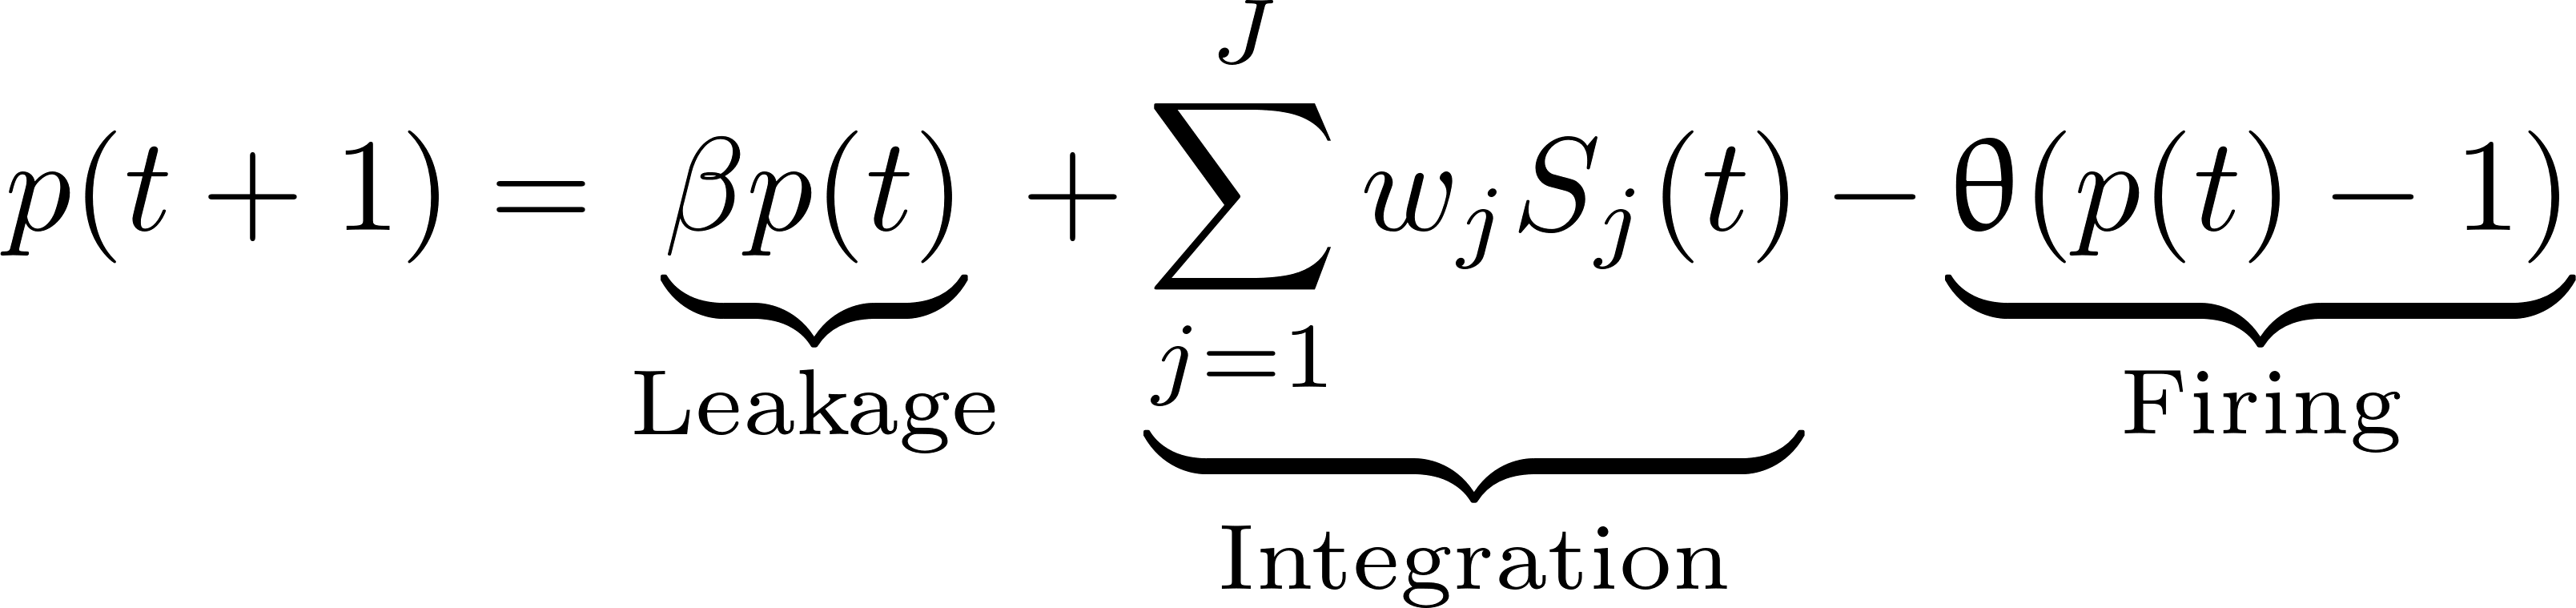 p(t + 1) = βp(t) + ∑_{j=1}^{J} w_j S_j(t) − θ(p(t) − 1)
Leakage Firing
Integration